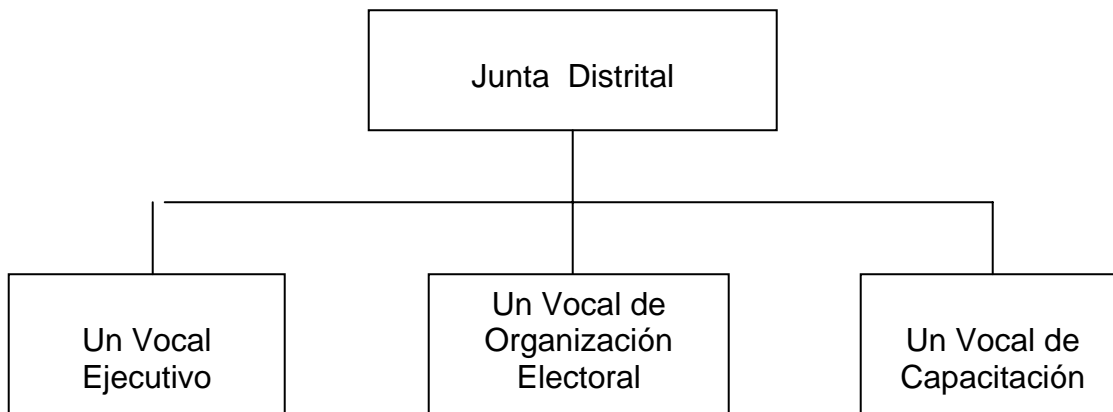 Junta Distrital
Un Vocal
Ejecutivo
Un Vocal de
Organización
Electoral
Un Vocal de
Capacitación